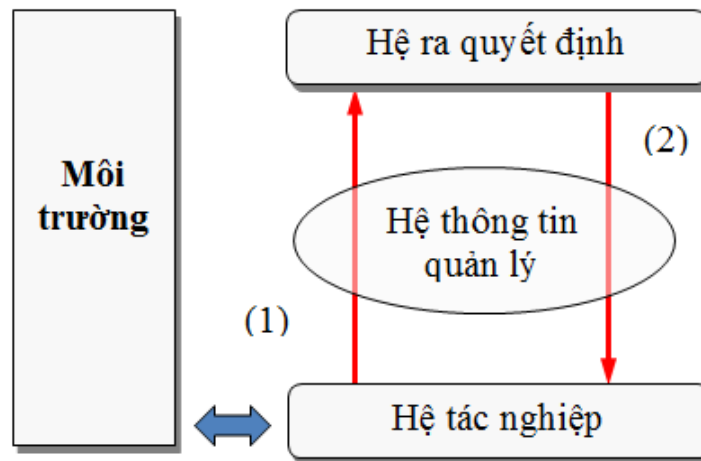 Hệ ra quyết định
(2)
Môi
trường
Hệ thông tin
quản lý
(1)
Hệ tác nghiệp